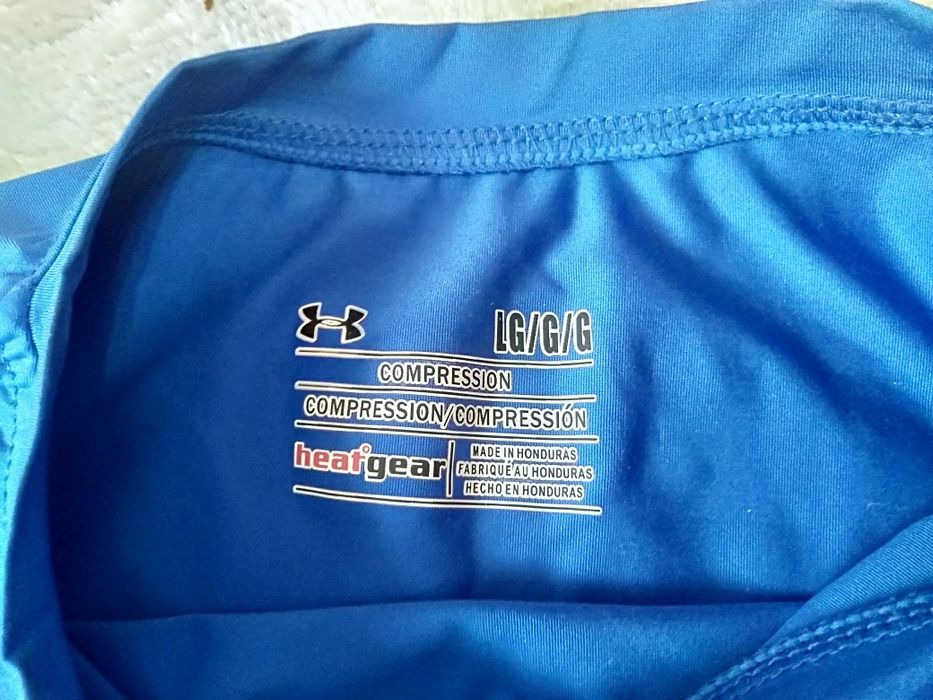 LG/G/G
COMPRESSION
COMPRESSION/COMPRESSIÓN
heatgear
MADE IN HONDURAS
FABRIQUÉ AU HONDURAS
HECHO EN HONDURAS